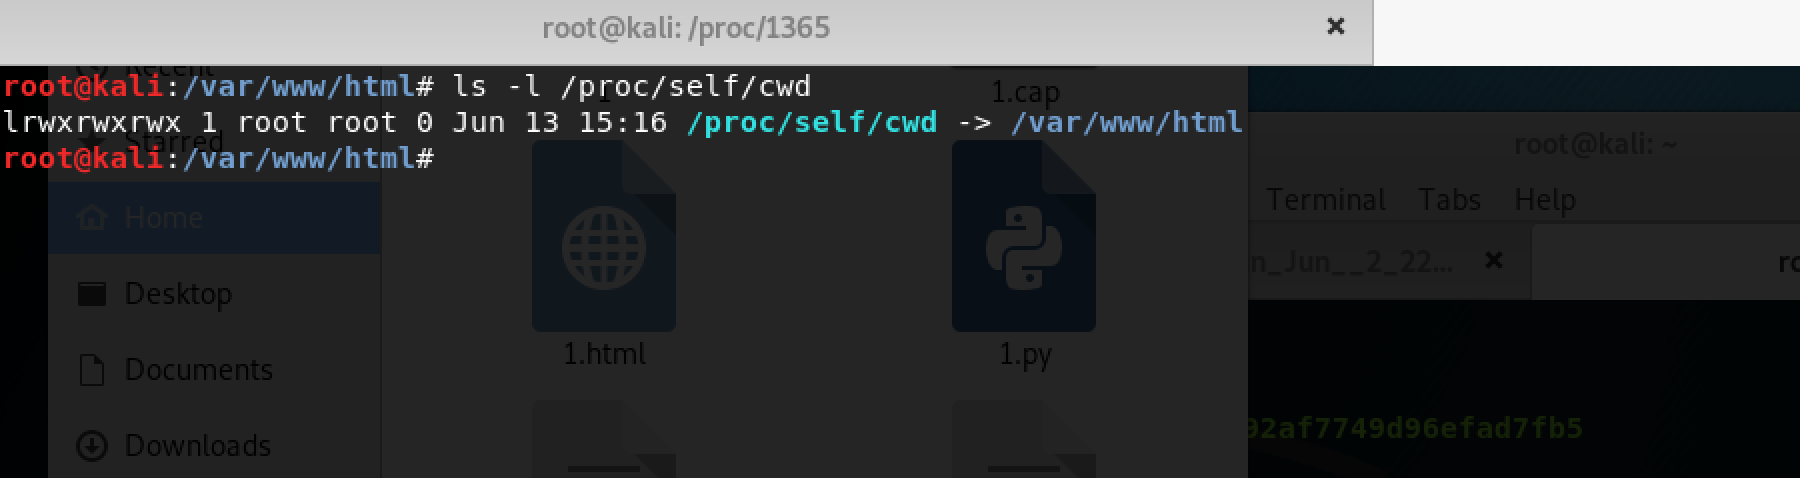 root@kali: /proc/1365
root@kali:/var/www/html# ls -l /proc/self/cwd
lrwxrwxrwx 1 root root 0 Jun 13 15:16 /proc/self/cwd -> /var/www/html
root@kali:/var/www/html#
Recent
1
1.cap
Starred
root@kali: ~
Home
Terminal Tabs Help
n_Jun__2_22...
Desktop
1.html
1.py
Documents
92af7749d96efad7fb5
Downloads